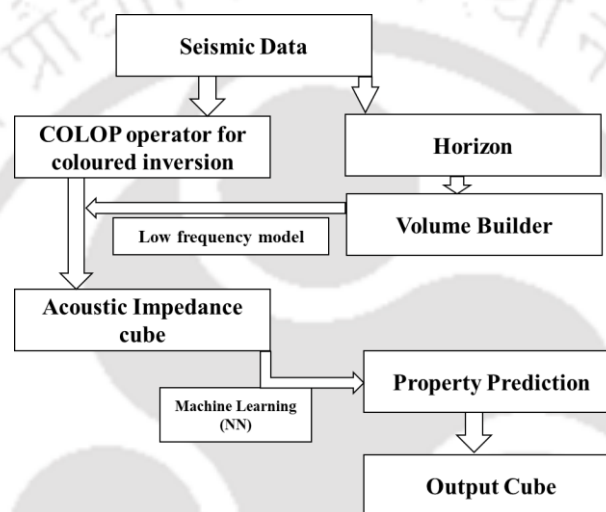 Seismic Data
COLOP operator for
coloured inversion
Horizon
Low frequency model
Volume Builder
Acoustic Impedance
cube
Machine Learning
(NN)
Property Prediction
Output Cube